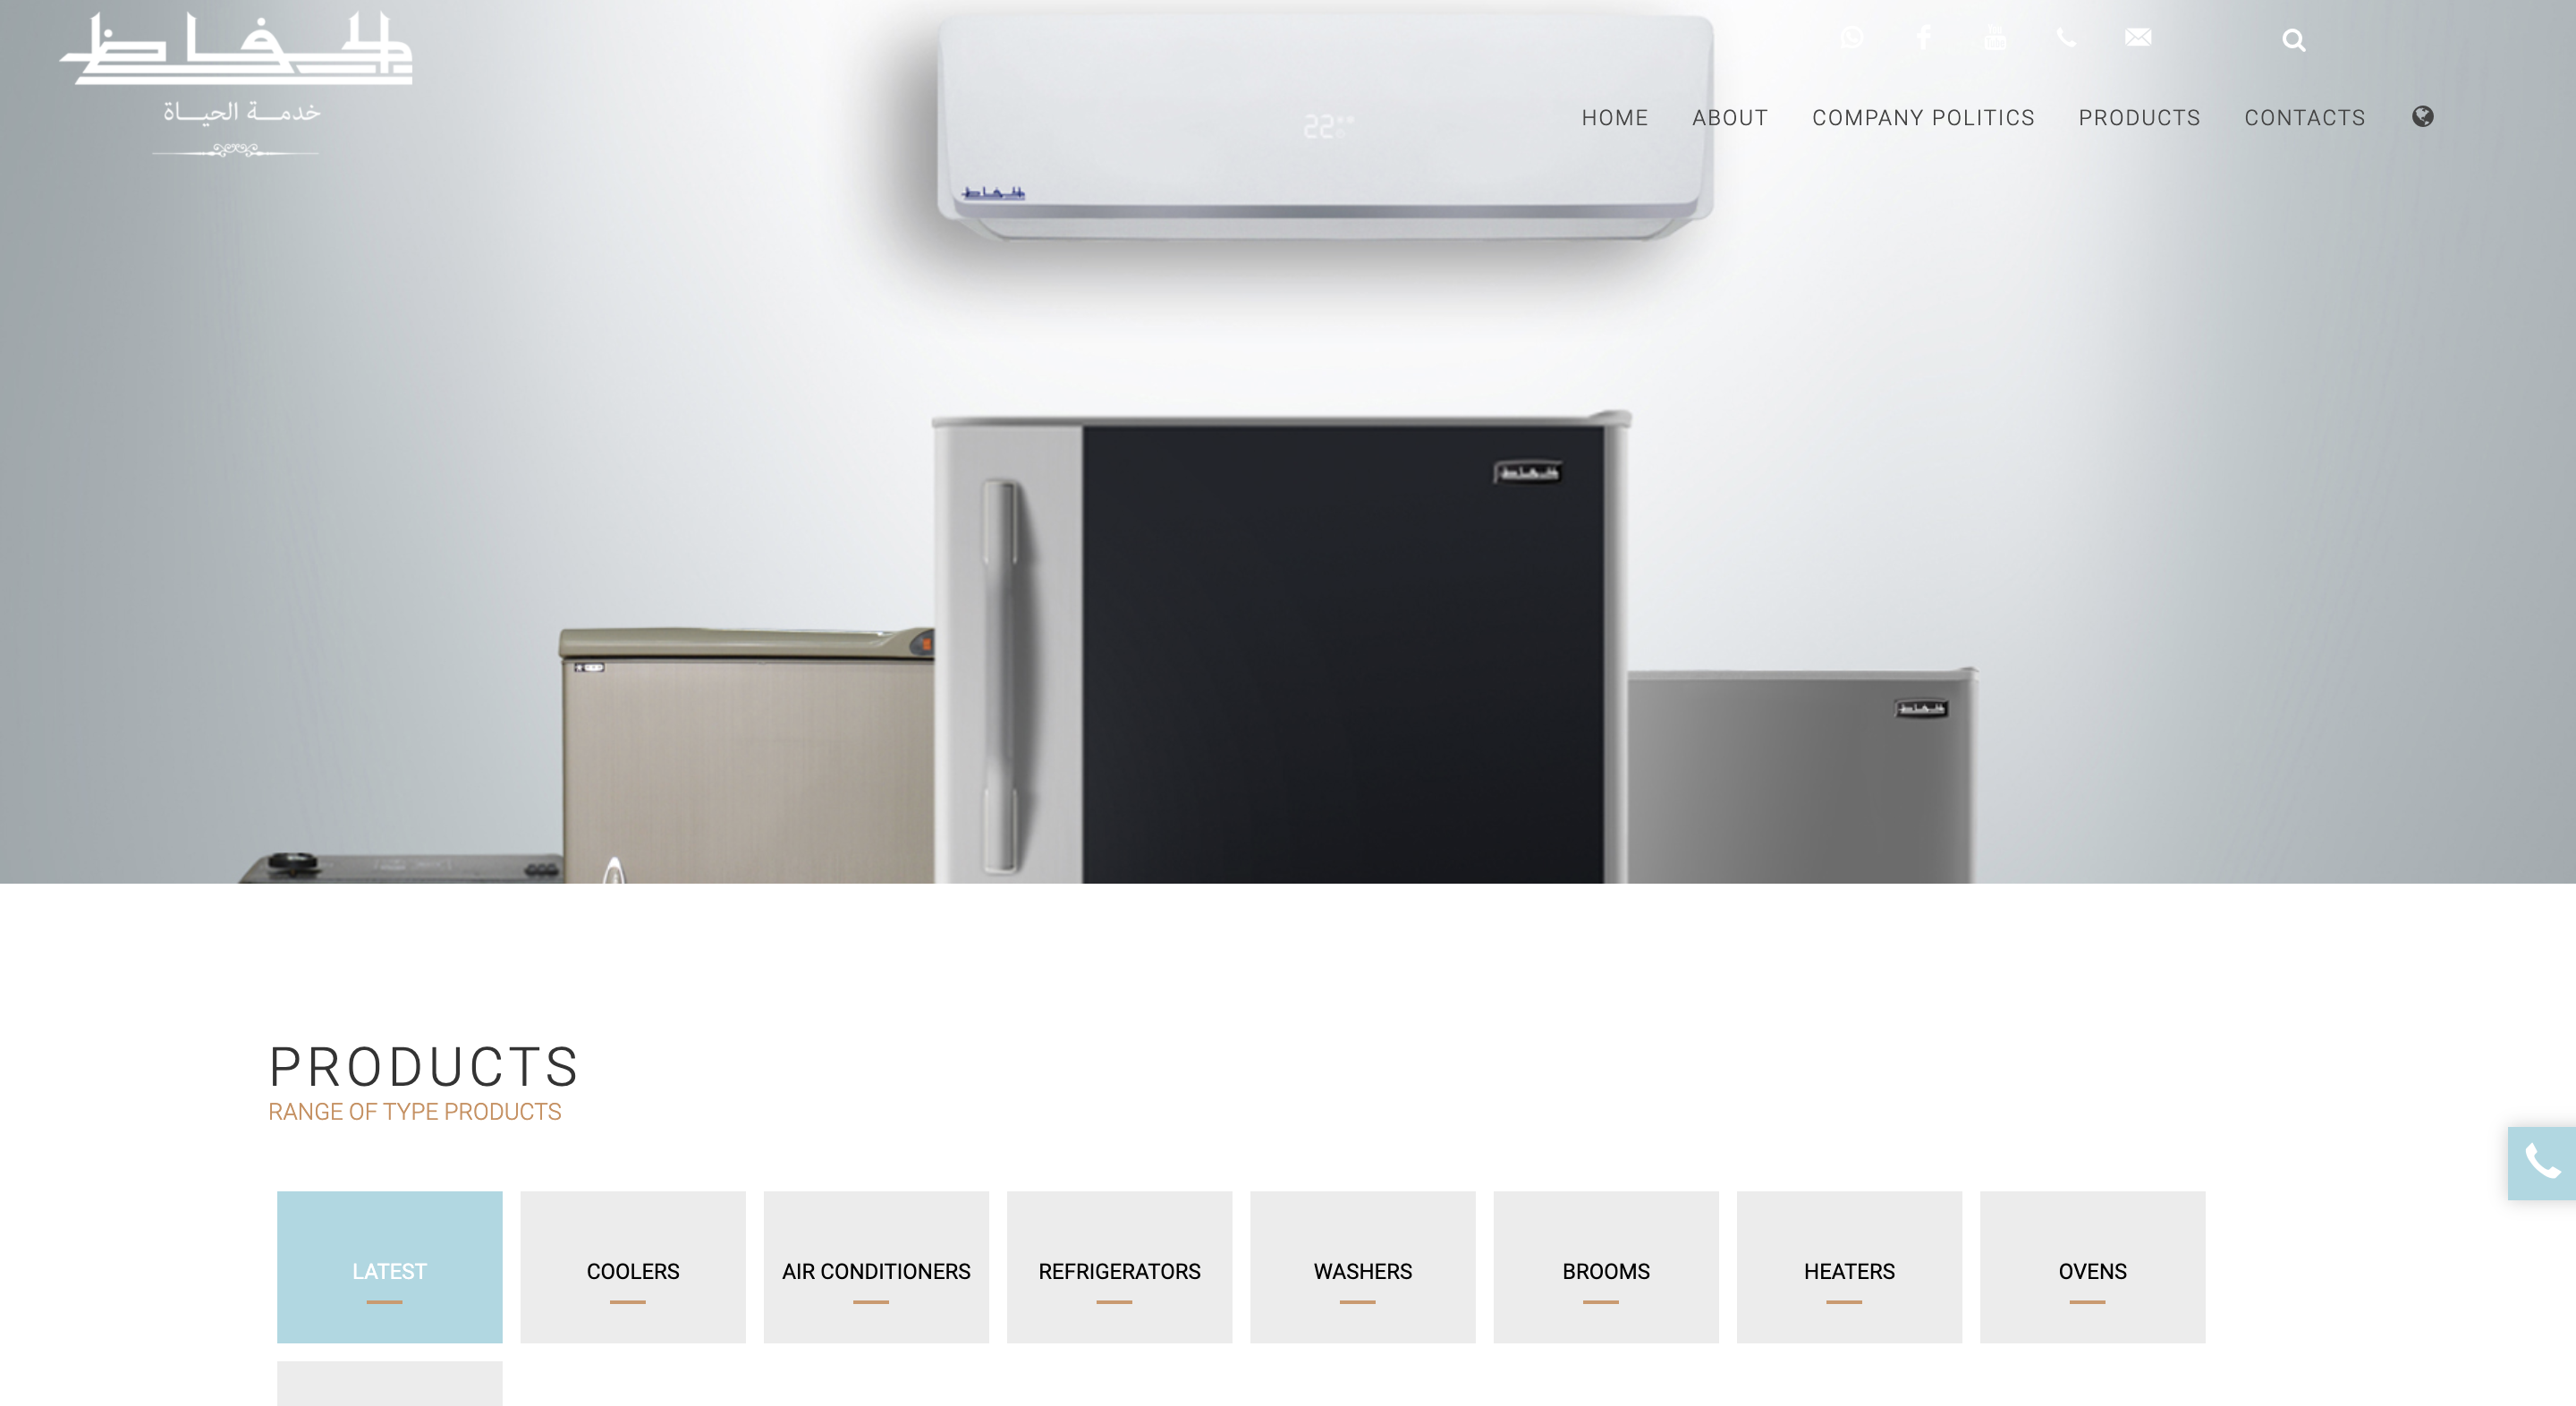 الحافظ
خدمة الحياة
HOME ABOUT COMPANY POLITICS PRODUCTS CONTACTS
22
PRODUCTS
RANGE OF TYPE PRODUCTS
LATEST COOLERS AIR CONDITIONERS REFRIGERATORS WASHERS BROOMS HEATERS OVENS